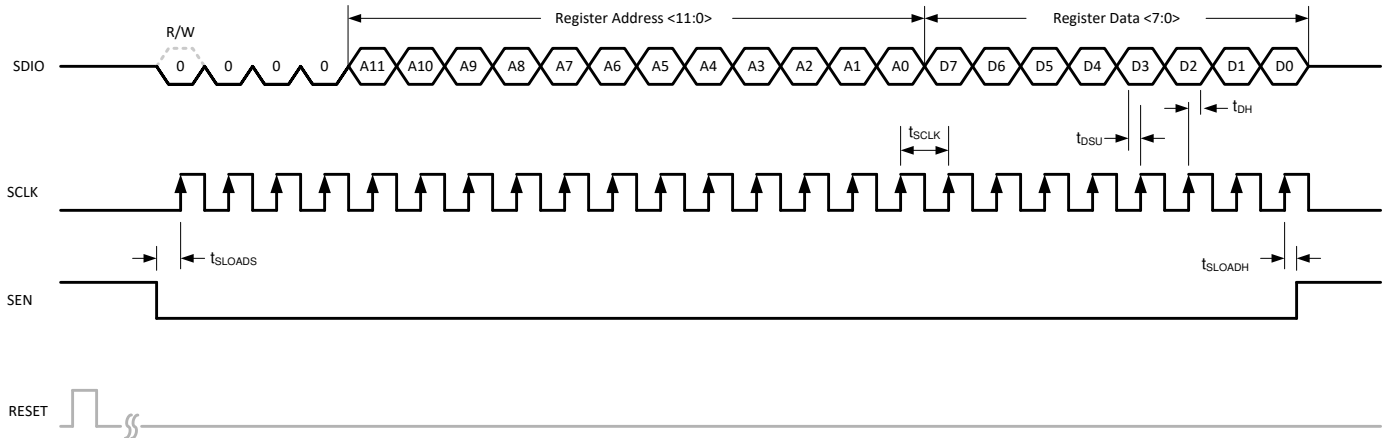 Register Address <11:0>
Register Data <7:0>
R/W
SDIO
0 0 0 0 A11 A10 A9 A8 A7 A6 A5 A4 A3 A2 A1 A0 D7 D6 D5 D4 D3 D2 D1 D0
tDH
tSCLK
tDSU
SCLK
tSLOADS
tSLOADH
SEN
RESET